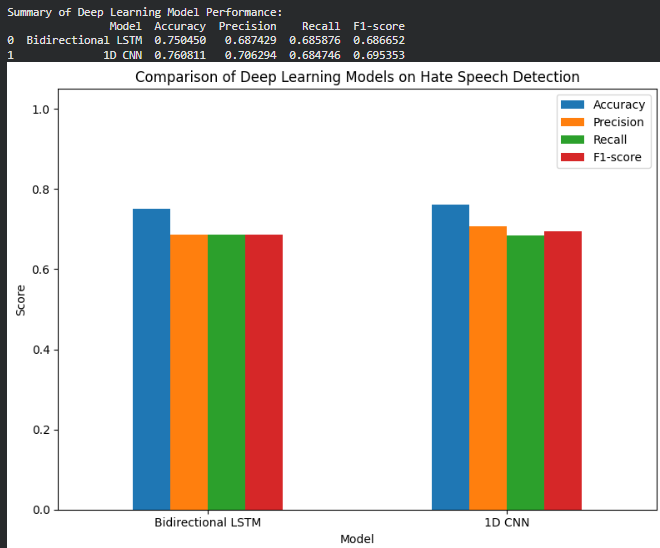 Summary of Deep Learning Model Performance:
Model Accuracy Precision Recall F1-score
0 Bidirectional LSTM 0.750450 0.687429 0.685876 0.686652
1 1D CNN 0.760811 0.706294 0.684746 0.695353
Comparison of Deep Learning Models on Hate Speech Detection
Accuracy
Precision
Recall
F1-score
1.0
0.8
0.6
0.4
0.2
0.0
Score
Bidirectional LSTM
1D CNN
Model